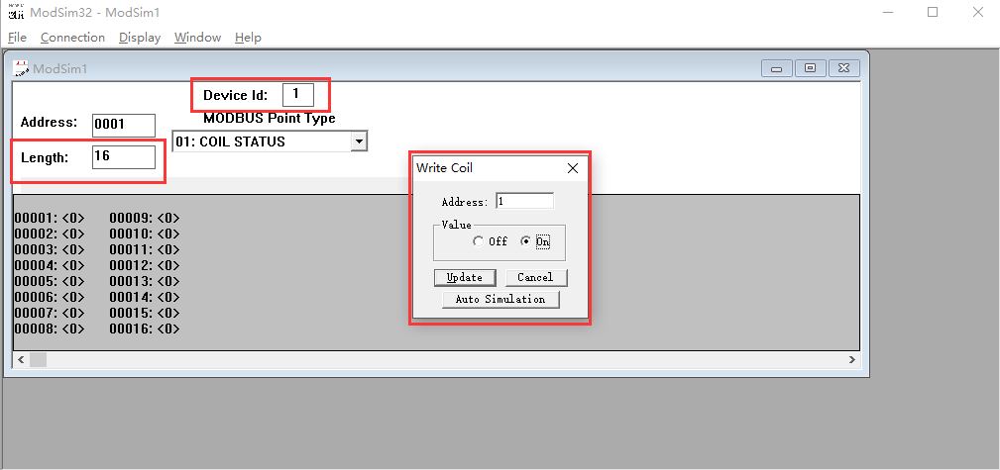 ModSim32 - ModSim1
File Connection Display Window Help
ModSim1
Device Id: 1
Address: 0001
MODBUS Point Type
01: COIL STATUS
Length: 16
00001: <0> 00009: <0>
00002: <0> 00010: <0>
00003: <0> 00011: <0>
00004: <0> 00012: <0>
00005: <0> 00013: <0>
00006: <0> 00014: <0>
00007: <0> 00015: <0>
00008: <0> 00016: <0>
Write Coil
Address: 1
Value
Off On
Update Cancel
Auto Simulation